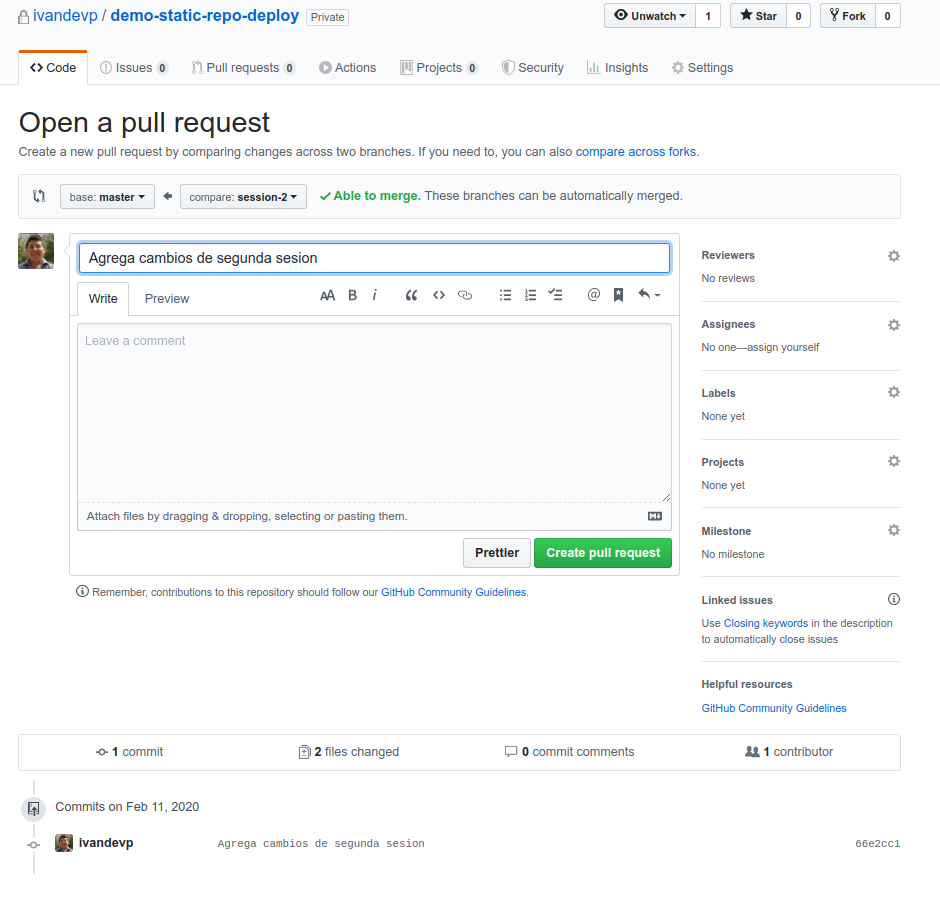 ivandevp / demo-static-repo-deploy Private Unwatch 1 Star 0 Fork 0
Code Issues 0 Pull requests 0 Actions Projects 0 Security Insights Settings
Open a pull request
Create a new pull request by comparing changes across two branches. If you need to, you can also compare across forks.
base: master compare: session-2 Able to merge. These branches can be automatically merged.
Agrega cambios de segunda sesion
Write Preview AA B i @
Leave a comment
Attach files by dragging & dropping, selecting or pasting them.
Prettier Create pull request
Remember, contributions to this repository should follow our GitHub Community Guidelines.
Reviewers
No reviews
Assignees
No one—assign yourself
Labels
None yet
Projects
None yet
Milestone
No milestone
Linked issues
Use Closing keywords in the description
to automatically close issues
Helpful resources
GitHub Community Guidelines
1 commit 2 files changed 0 commit comments 1 contributor
Commits on Feb 11, 2020
ivandevp Agrega cambios de segunda sesion 66e2cc1